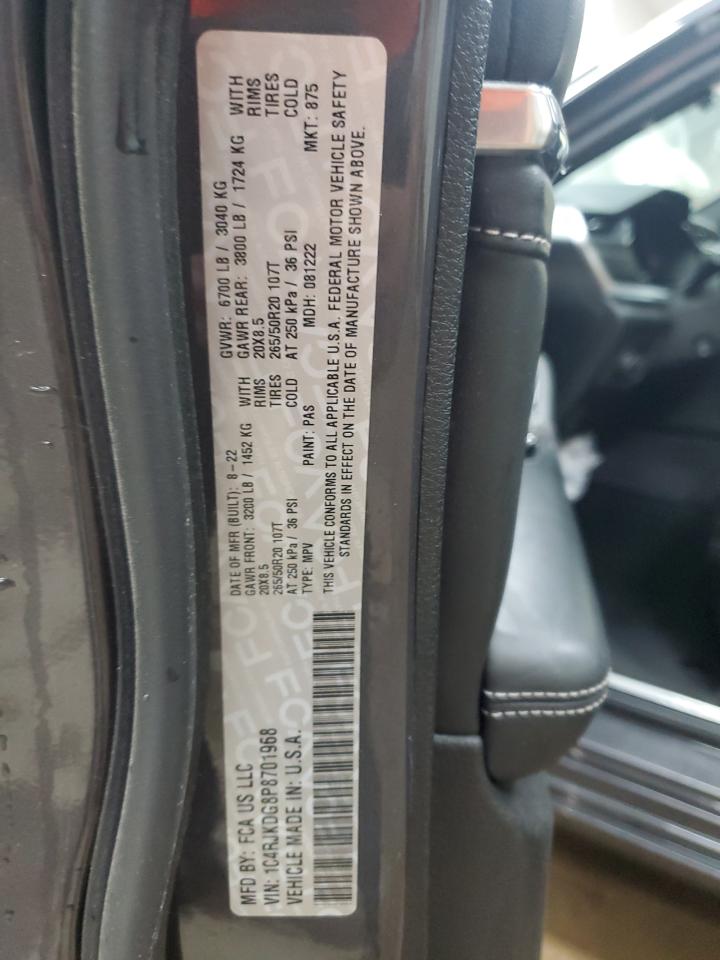 MFD BY: FCA US LLC
VIN: 1C4RJKDG8P8701968
VEHICLE MADE IN: U.S.A.
DATE OF MFR (BUILT): 8-22
GVWR: 6700 LB / 3040 KG
GAWR FRONT: 3200 LB / 1452 KG WITH
20X8.5 RIMS
265/50R20 107T TIRES
AT 250 kPa / 36 PSI COLD
GAWR REAR: 3800 LB / 1724 KG WITH
20X8.5 RIMS
265/50R20 107T TIRES
AT 250 kPa / 36 PSI COLD
TYPE: MPV PAINT: PAS MDH: 081222 MKT: 875
THIS VEHICLE CONFORMS TO ALL APPLICABLE U.S.A. FEDERAL MOTOR VEHICLE SAFETY
STANDARDS IN EFFECT ON THE DATE OF MANUFACTURE SHOWN ABOVE.